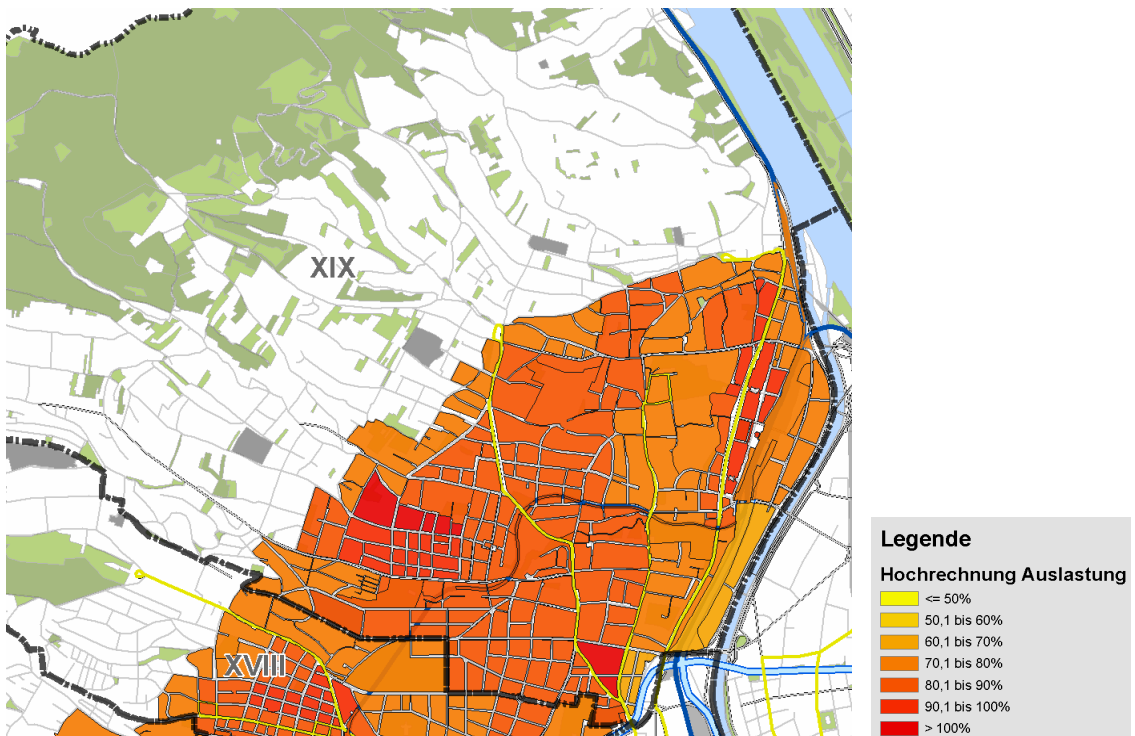 XIX
XVIII
Legende
Hochrechnung Auslastung
<= 50%
50,1 bis 60%
60,1 bis 70%
70,1 bis 80%
80,1 bis 90%
90,1 bis 100%
> 100%